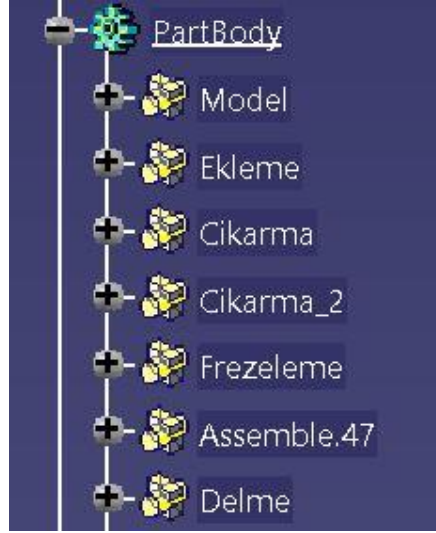 PartBody
Model
Ekleme
Cikarma
Cikarma_2
Frezeleme
Assemble.47
Delme